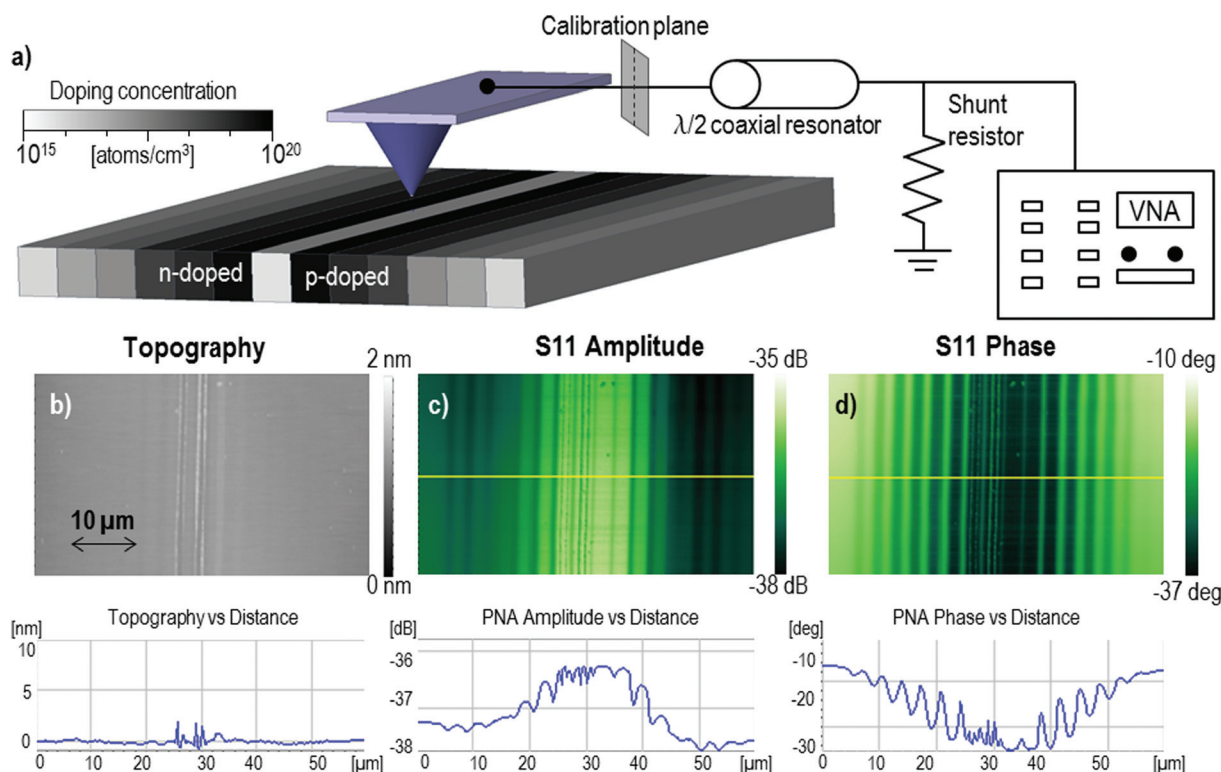 a)
Doping concentration
10¹⁵ [atoms/cm³] 10²⁰
Calibration plane
λ/2 coaxial resonator
Shunt
resistor
VNA
n-doped p-doped
Topography
2 nm
b)
10 µm
0 nm
S11 Amplitude
-35 dB
c)
-38 dB
S11 Phase
-10 deg
d)
-37 deg
Topography vs Distance
[nm]
10
5
0
0 10 20 30 40 50 [µm]
PNA Amplitude vs Distance
[dB]
-36
-37
-38
0 10 20 30 40 50 [µm]
PNA Phase vs Distance
[deg]
-10
-20
-30
0 10 20 30 40 50 [µm]